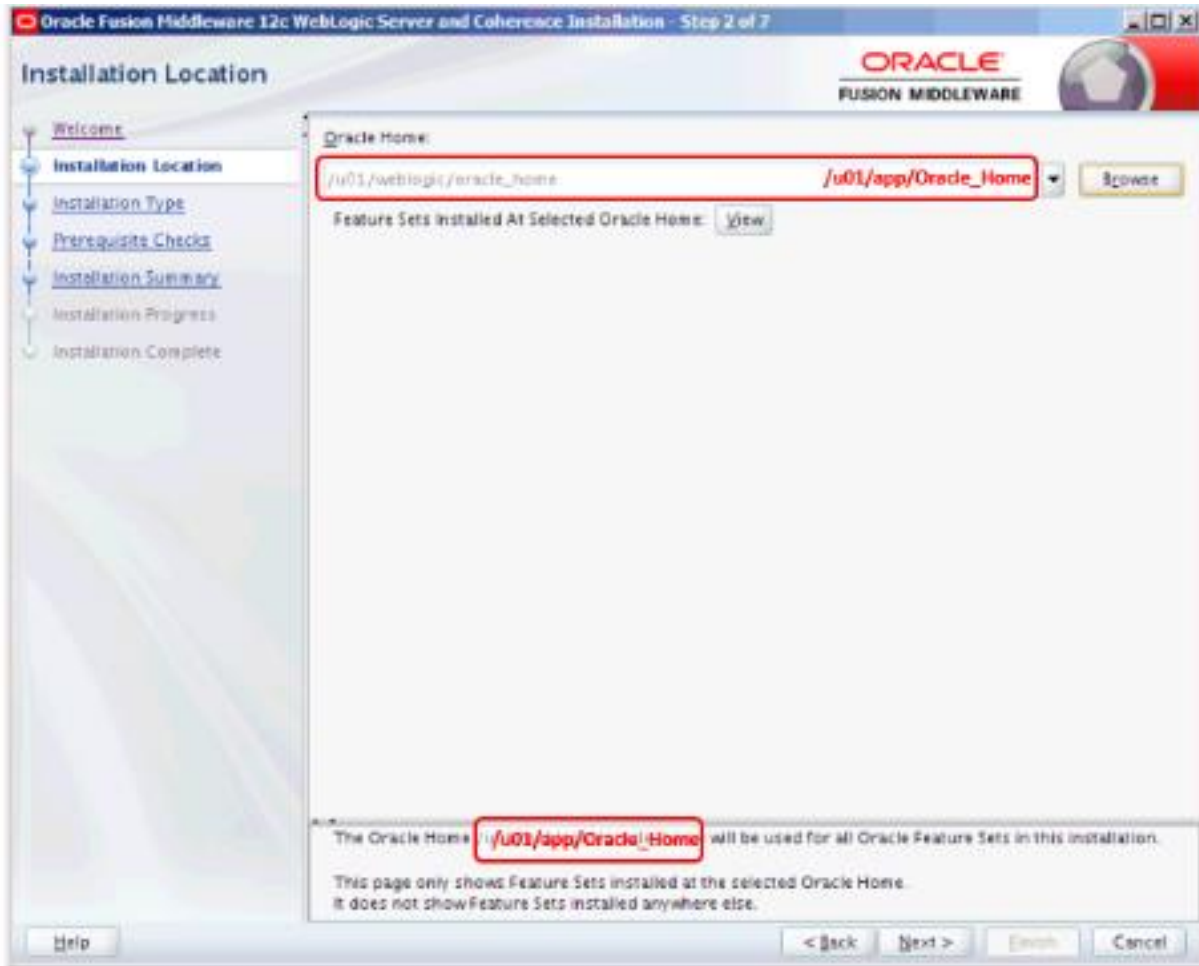 Oracle Fusion Middleware 12c WebLogic Server and Coherence Installation - Step 2 of 7
Installation Location
ORACLE
FUSION MIDDLEWARE
Welcome
Installation Location
Installation Type
Prerequisite Checks
Installation Summary
Installation Progress
Installation Complete
Oracle Home:
/u01/weblogic/oracle_home /u01/app/Oracle_Home Browse
Feature Sets Installed At Selected Oracle Home: View
The Oracle Home /u01/app/Oracle_Home will be used for all Oracle Feature Sets in this installation.
This page only shows Feature Sets installed at the selected Oracle Home.
It does not show Feature Sets installed anywhere else.
Help < Back Next > Finish Cancel